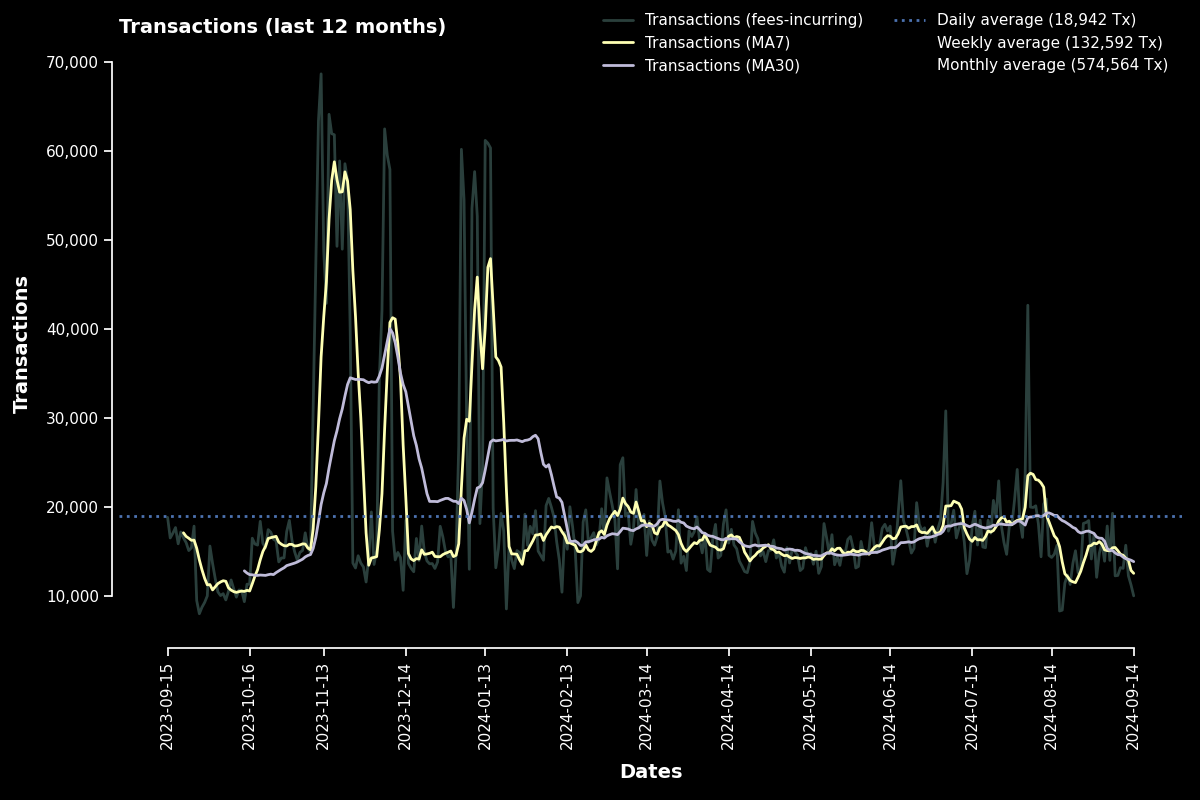 Transactions (last 12 months)
Transactions (fees-incurring)
Transactions (MA7)
Transactions (MA30)
Daily average (18,942 Tx)
Weekly average (132,592 Tx)
Monthly average (574,564 Tx)
Transactions
70,000
60,000
50,000
40,000
30,000
20,000
10,000
2023-09-15
2023-10-16
2023-11-13
2023-12-14
2024-01-13
2024-02-13
2024-03-14
2024-04-14
2024-05-15
2024-06-14
2024-07-15
2024-08-14
2024-09-14
Dates